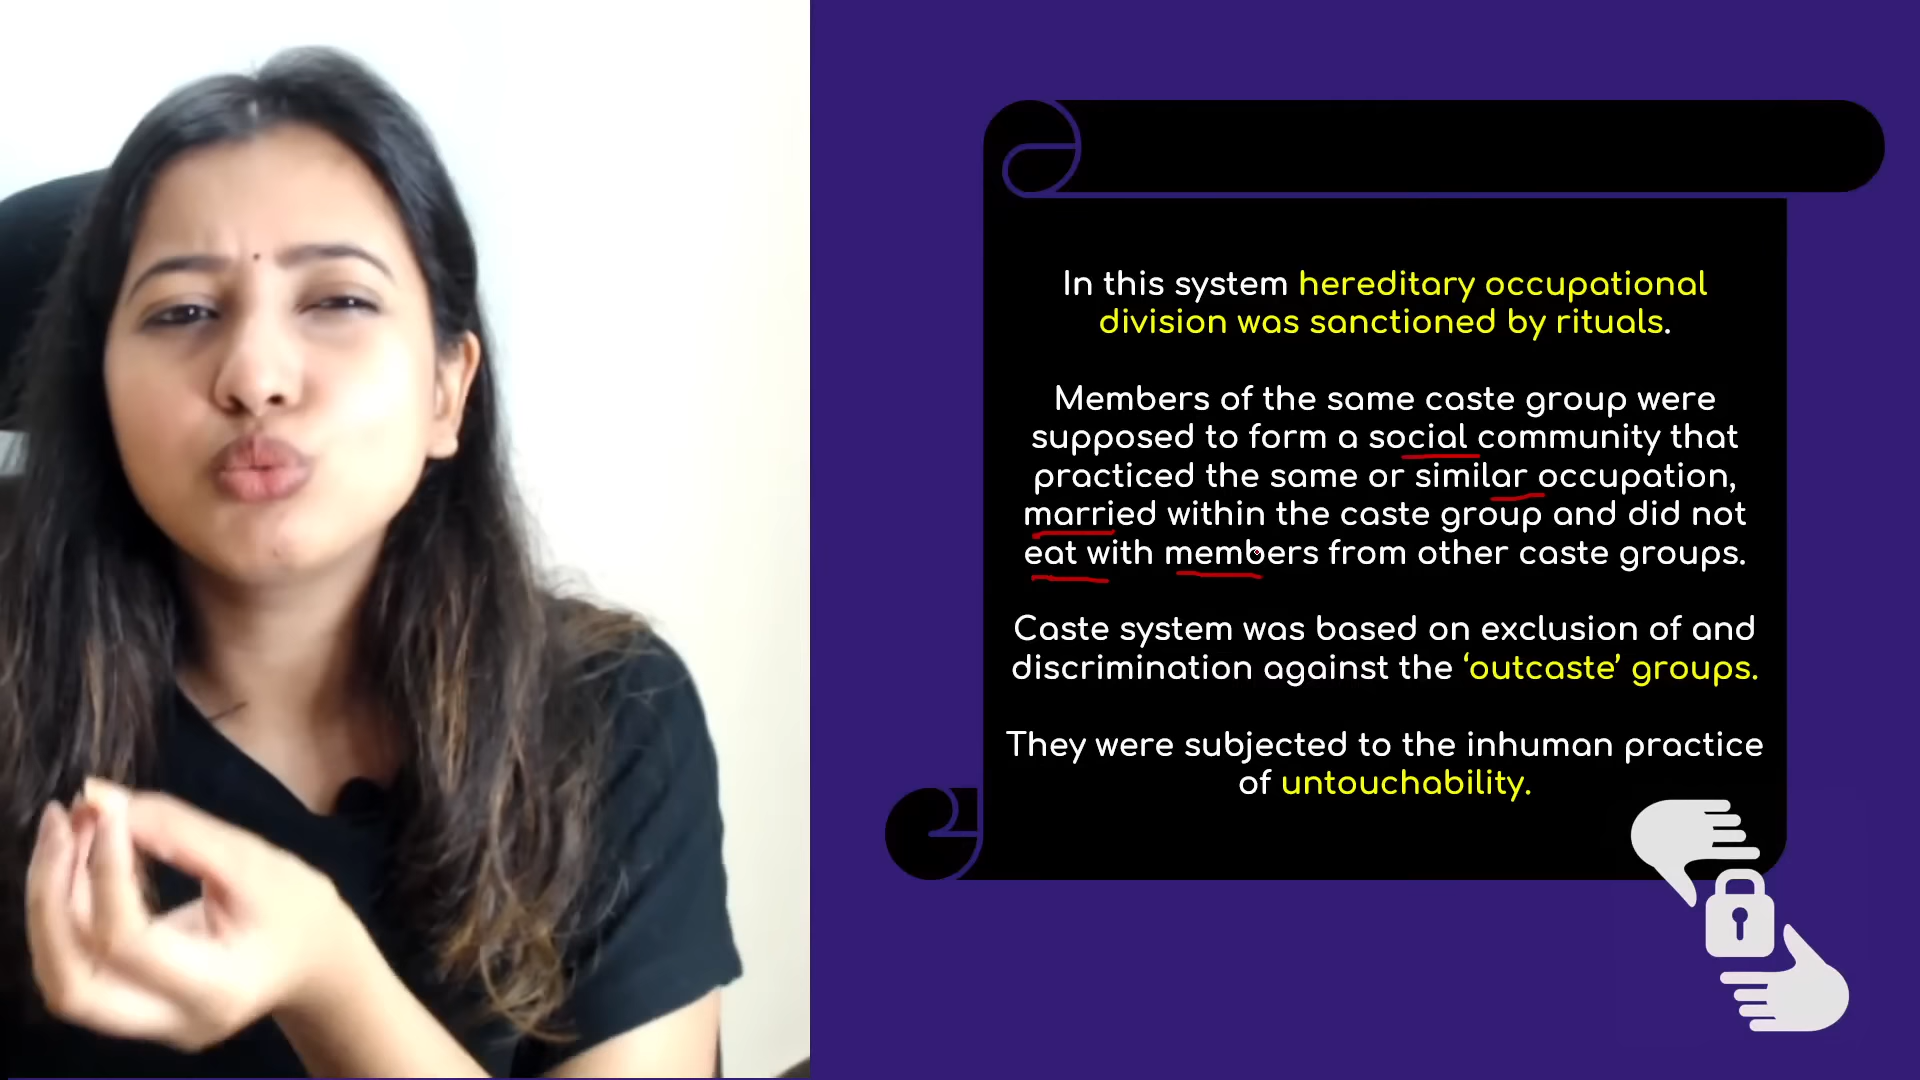 In this system hereditary occupational
division was sanctioned by rituals.
Members of the same caste group were
supposed to form a social community that
practiced the same or similar occupation,
married within the caste group and did not
eat with members from other caste groups.
Caste system was based on exclusion of and
discrimination against the ‘outcaste’ groups.
They were subjected to the inhuman practice
of untouchability.